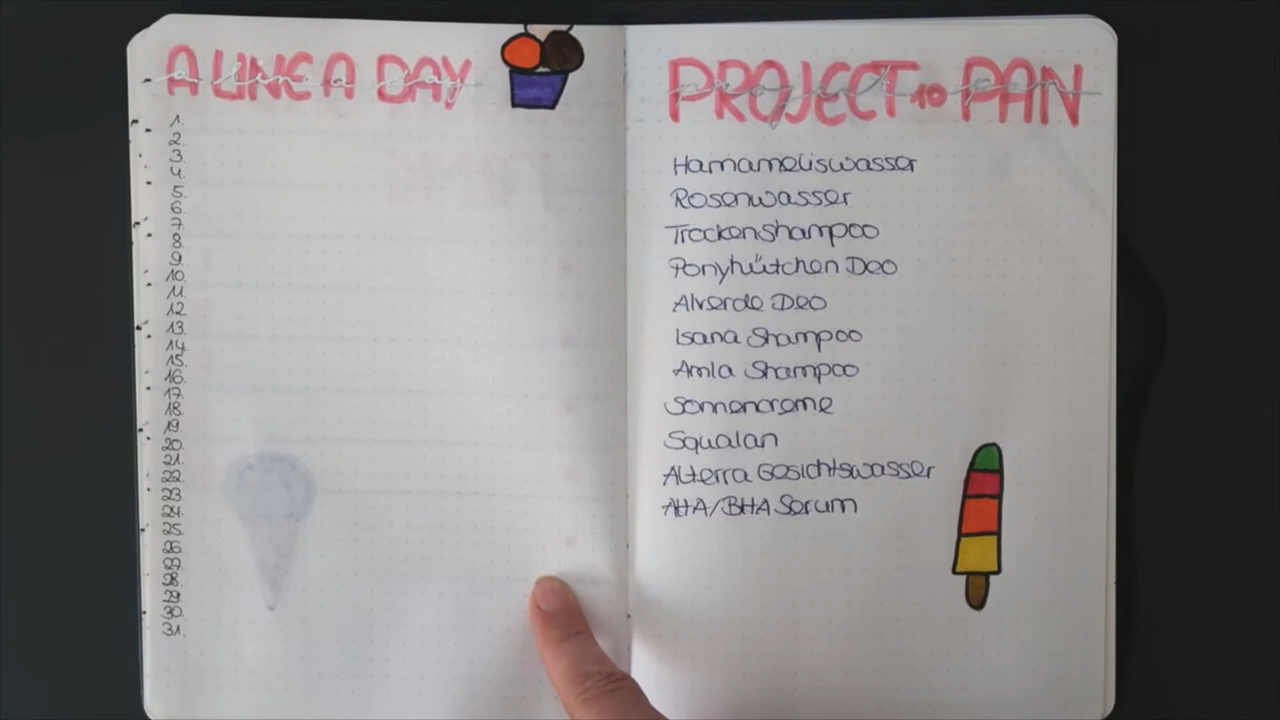 A LINE A DAY
a line a day
1.
2.
3.
4.
5.
6.
7.
8.
9.
10.
11.
12.
13.
14.
15.
16.
17.
18.
19.
20.
21.
22.
23.
24.
25.
26.
27.
28.
29.
30.
31.
PROJECT 10 PAN
project pan
Hamameliswasser
Rosenwasser
Trockenshampoo
Ponyhütchen Deo
Alverde Deo
Isana Shampoo
Amla Shampoo
Sonnencreme
Squalan
Alterra Gesichtswasser
AHA/BHA Serum